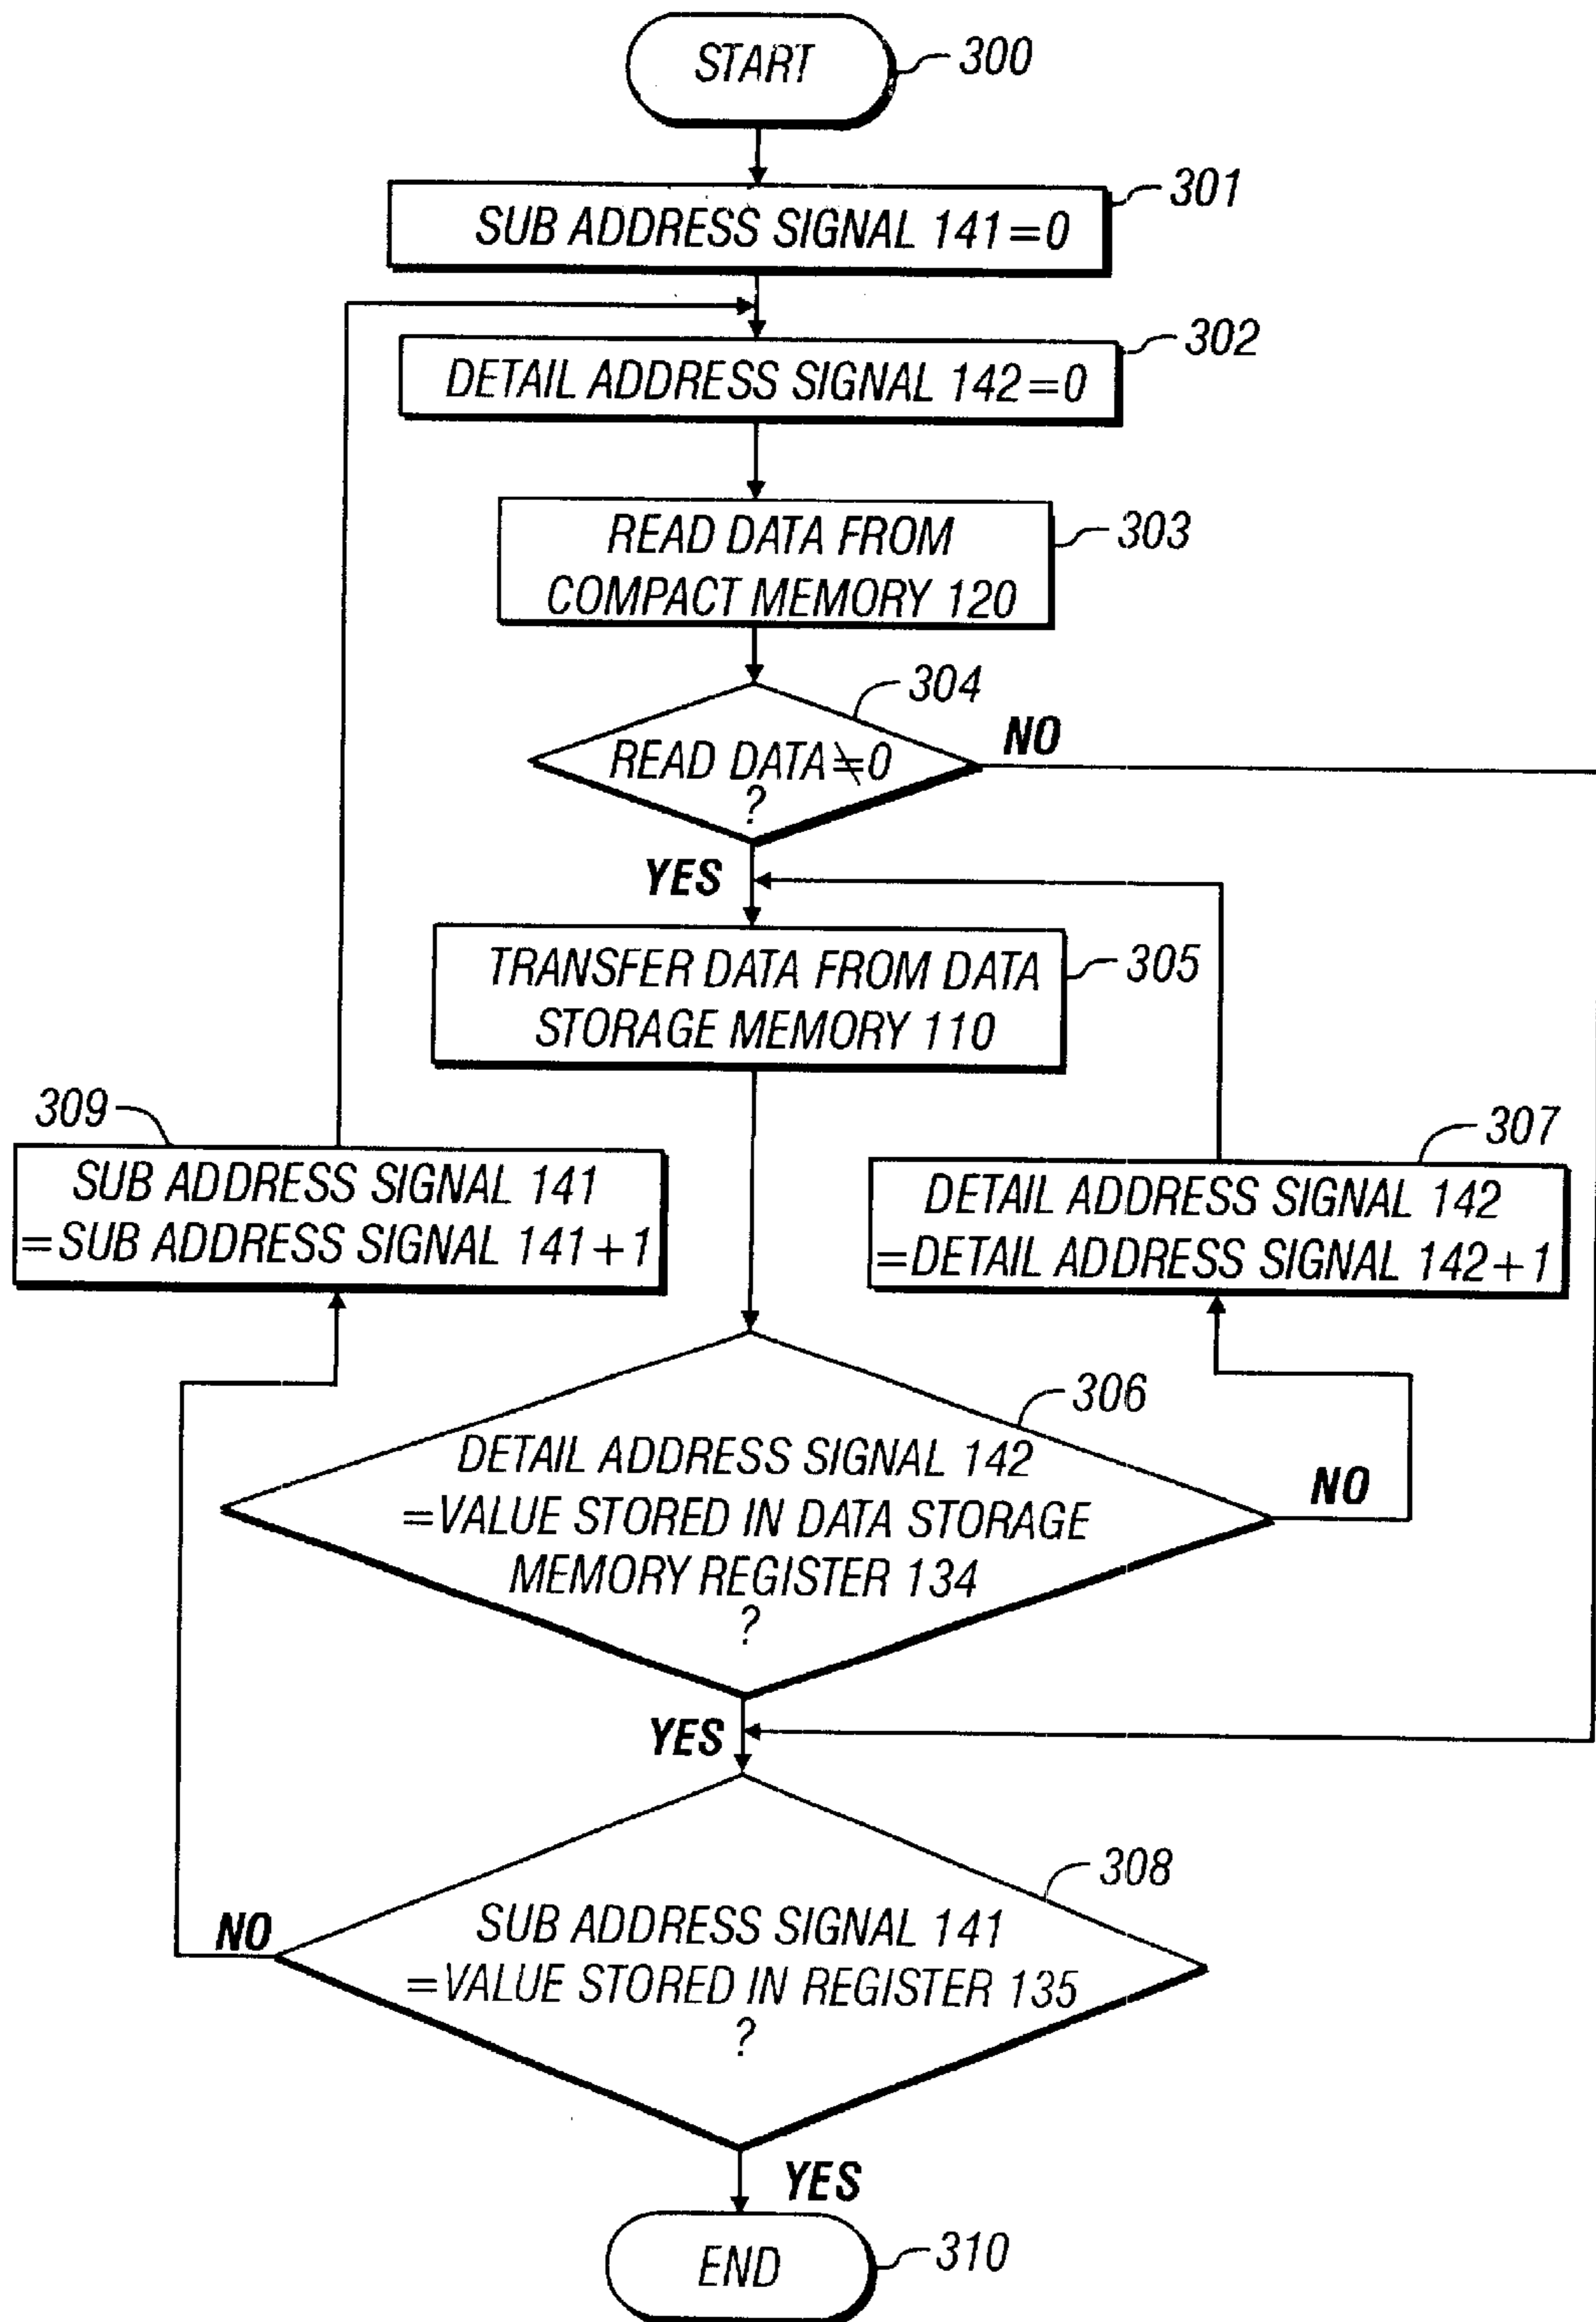 START
300
SUB ADDRESS SIGNAL 141=0
301
DETAIL ADDRESS SIGNAL 142=0
302
READ DATA FROM
COMPACT MEMORY 120
303
304
READ DATA≠0
?
NO
YES
TRANSFER DATA FROM DATA
STORAGE MEMORY 110
305
309
SUB ADDRESS SIGNAL 141
=SUB ADDRESS SIGNAL 141+1
307
DETAIL ADDRESS SIGNAL 142
=DETAIL ADDRESS SIGNAL 142+1
306
DETAIL ADDRESS SIGNAL 142
=VALUE STORED IN DATA STORAGE
MEMORY REGISTER 134
?
NO
YES
308
SUB ADDRESS SIGNAL 141
=VALUE STORED IN REGISTER 135
?
NO
YES
END
310